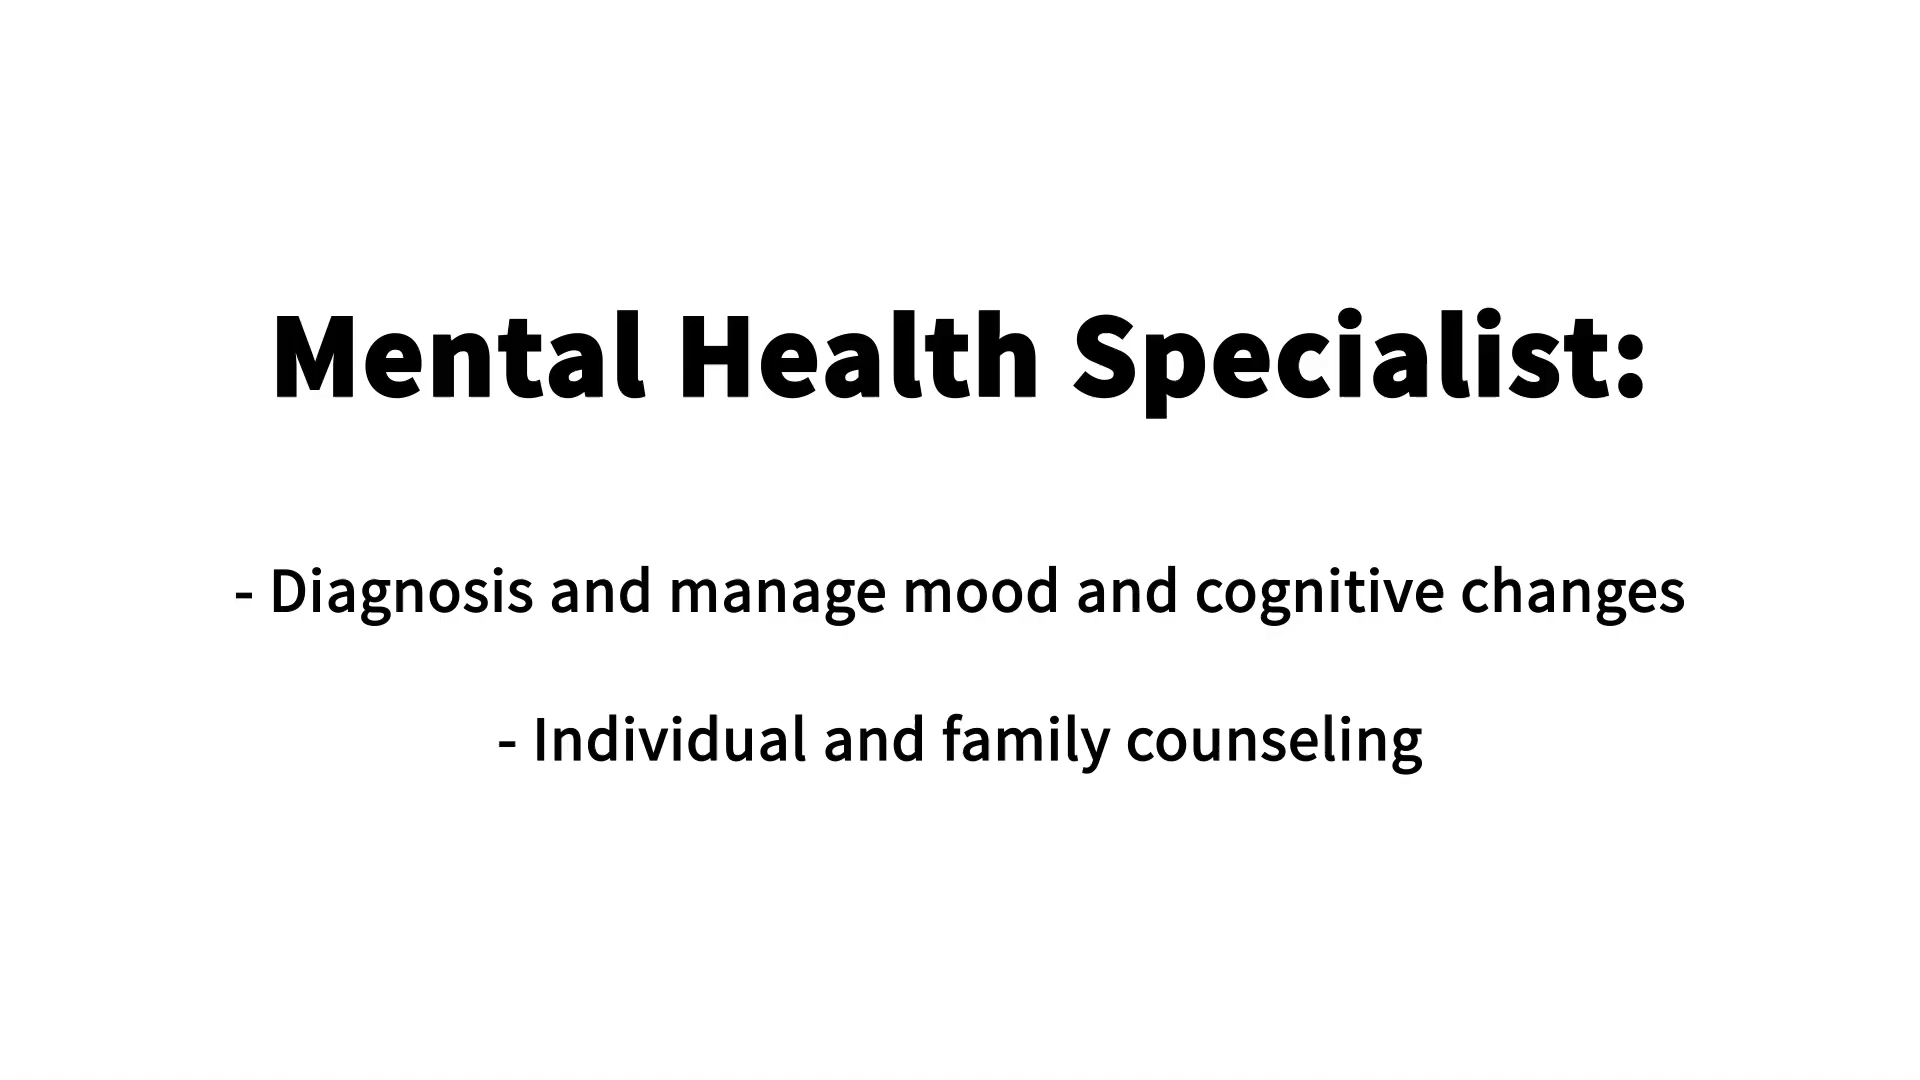 Mental Health Specialist:
- Diagnosis and manage mood and cognitive changes
- Individual and family counseling